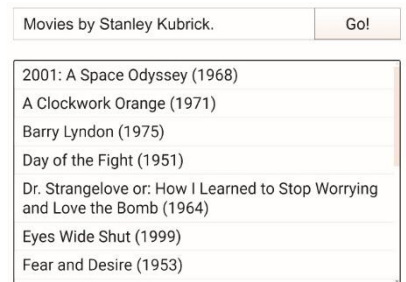 Movies by Stanley Kubrick.
Go!
2001: A Space Odyssey (1968)
A Clockwork Orange (1971)
Barry Lyndon (1975)
Day of the Fight (1951)
Dr. Strangelove or: How I Learned to Stop Worrying
and Love the Bomb (1964)
Eyes Wide Shut (1999)
Fear and Desire (1953)